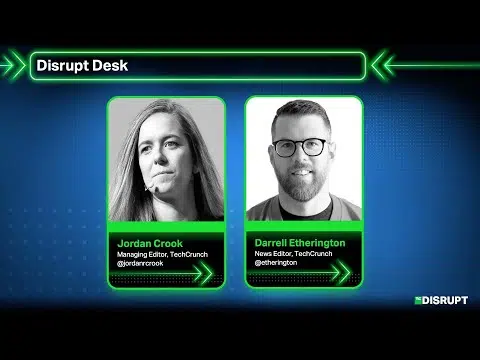 Disrupt Desk
Jordan Crook
Managing Editor, TechCrunch
@jordanrcrook
Darrell Etherington
News Editor, TechCrunch
@etherington
DISRUPT